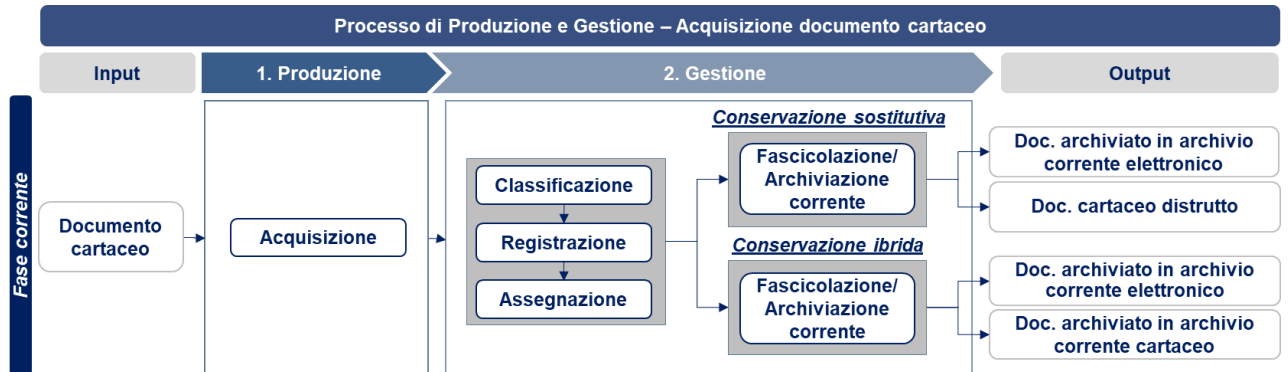 Processo di Produzione e Gestione – Acquisizione documento cartaceo
Input
1. Produzione
2. Gestione
Output
Fase corrente
Documento
cartaceo
Acquisizione
Classificazione
Registrazione
Assegnazione
Conservazione sostitutiva
Fascicolazione/
Archiviazione
corrente
Conservazione ibrida
Fascicolazione/
Archiviazione
corrente
Doc. archiviato in archivio
corrente elettronico
Doc. cartaceo distrutto
Doc. archiviato in archivio
corrente elettronico
Doc. archiviato in archivio
corrente cartaceo